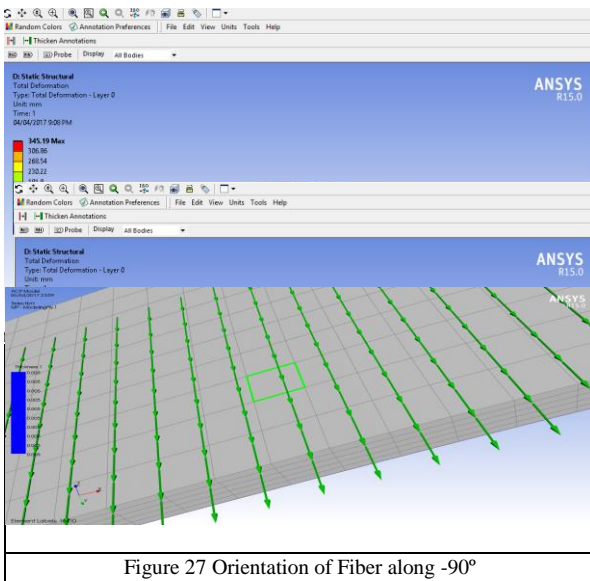 Random Colors Annotation Preferences File Edit View Units Tools Help
Thicken Annotations
Probe Display All Bodies
D: Static Structural
Total Deformation
Type: Total Deformation - Layer 0
Unit: mm
Time: 1
04/04/2017 9:08 PM
ANSYS
R15.0
345.19 Max
306.86
268.54
230.22
Random Colors Annotation Preferences File Edit View Units Tools Help
Thicken Annotations
Probe Display All Bodies
D: Static Structural
Total Deformation
Type: Total Deformation - Layer 0
Unit: mm
ANSYS
R15.0
ACP Model
ANSYS
Thickness.1
Figure 27 Orientation of Fiber along -90º